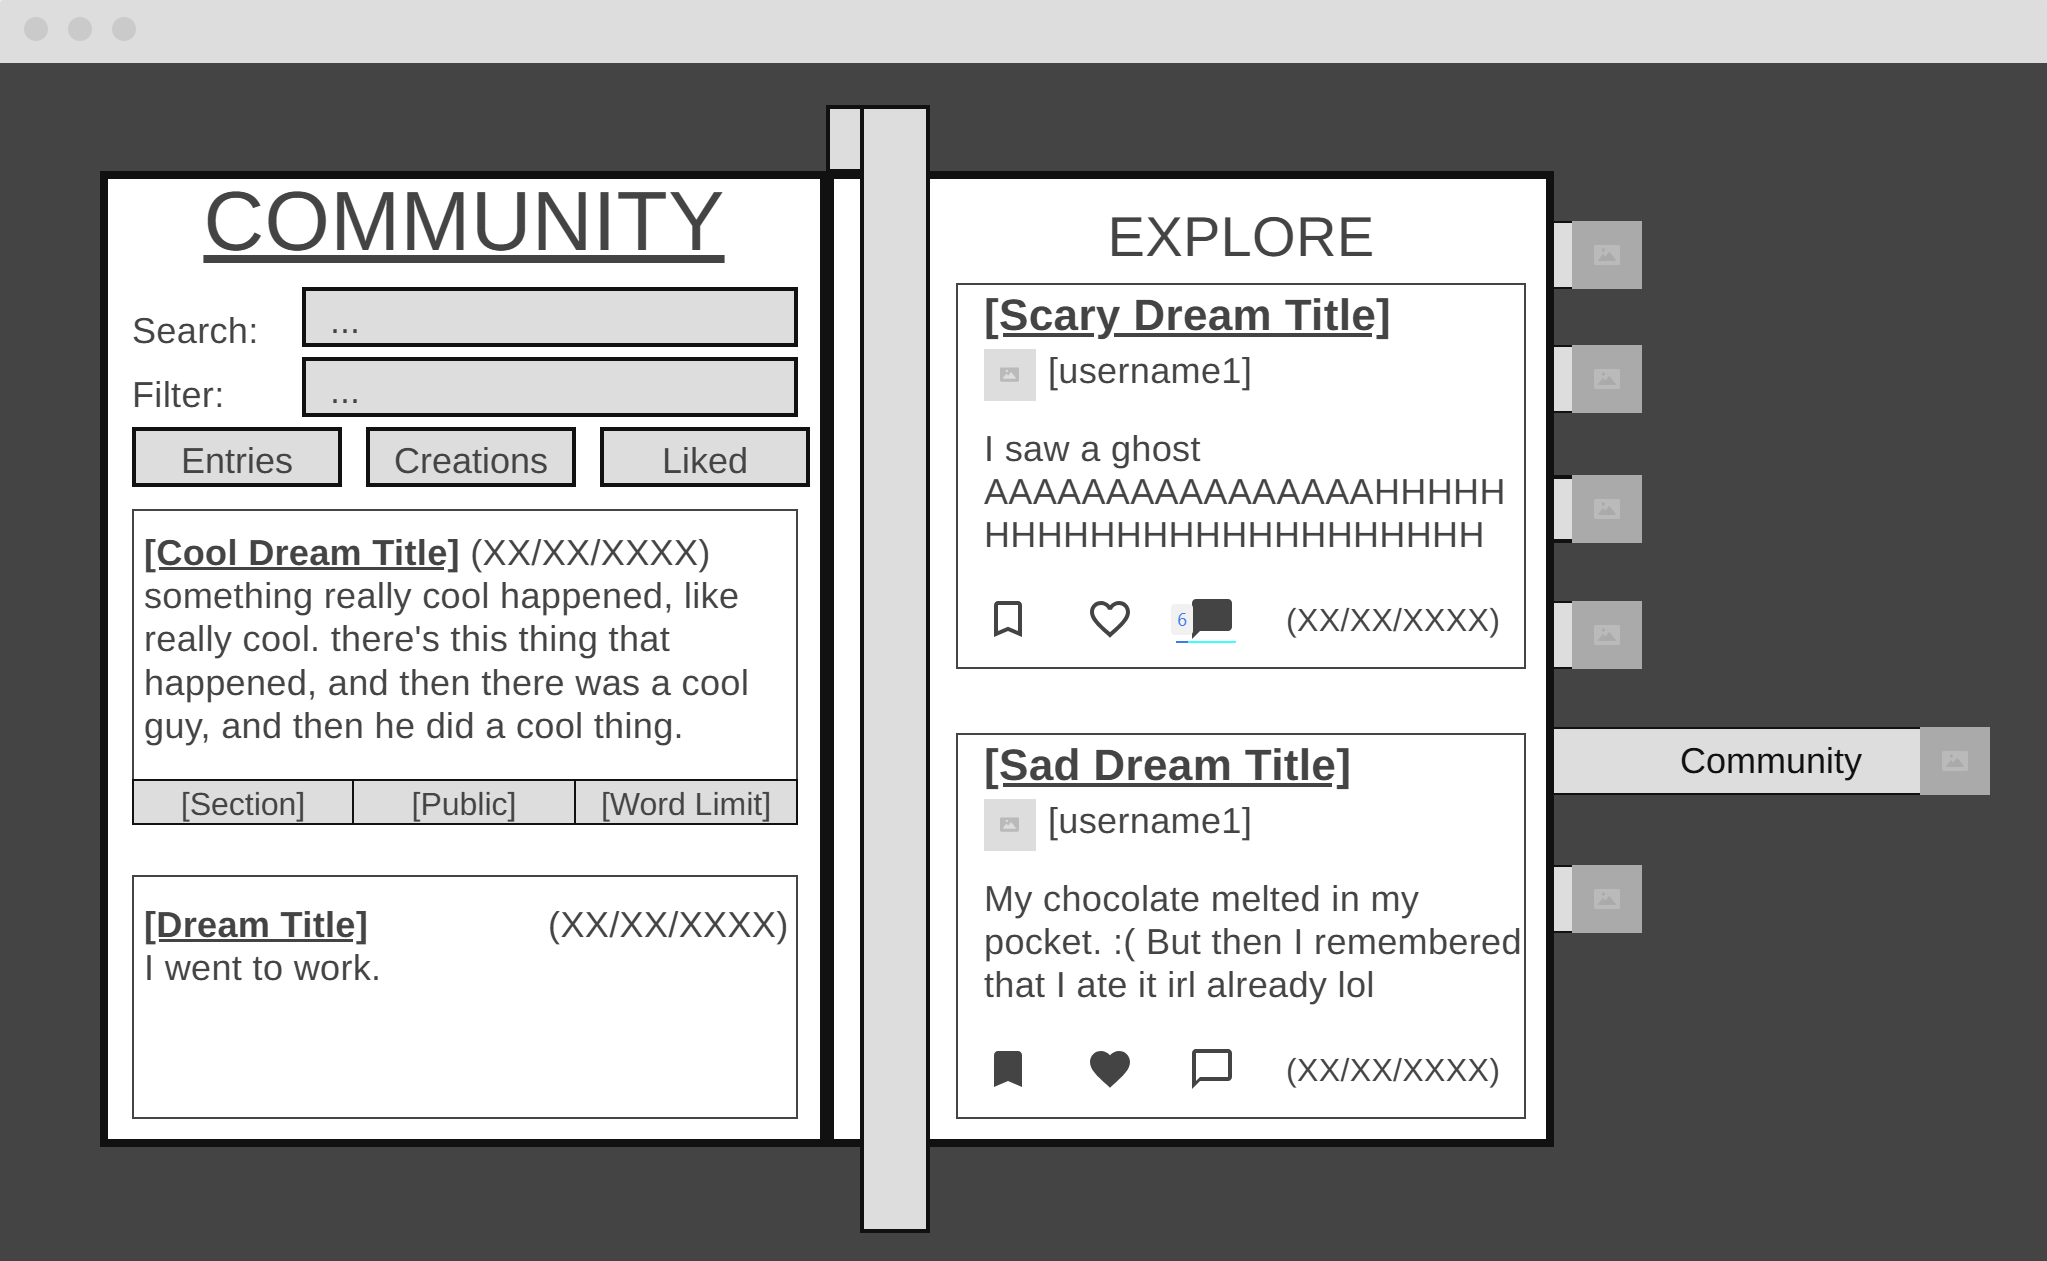 COMMUNITY
Search: ...
Filter: ...
Entries Creations Liked
[Cool Dream Title] (XX/XX/XXXX)
something really cool happened, like
really cool. there's this thing that
happened, and then there was a cool
guy, and then he did a cool thing.
[Section] [Public] [Word Limit]
[Dream Title] (XX/XX/XXXX)
I went to work.
EXPLORE
[Scary Dream Title]
[username1]
I saw a ghost
AAAAAAAAAAAAAAAAHHHHH
HHHHHHHHHHHHHHHHHHH
6 (XX/XX/XXXX)
[Sad Dream Title]
[username1]
My chocolate melted in my
pocket. :( But then I remembered
that I ate it irl already lol
(XX/XX/XXXX)
Community